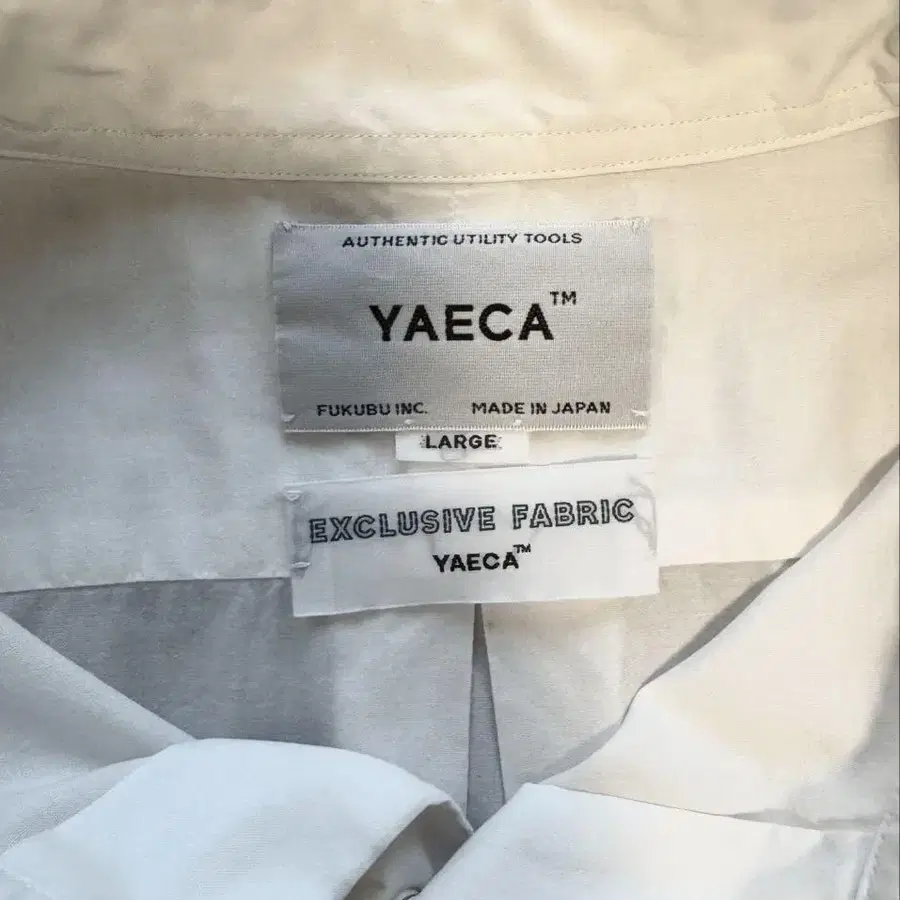 AUTHENTIC UTILITY TOOLS
YAECA™
FUKUBU INC. MADE IN JAPAN
LARGE
EXCLUSIVE FABRIC
YAECA™